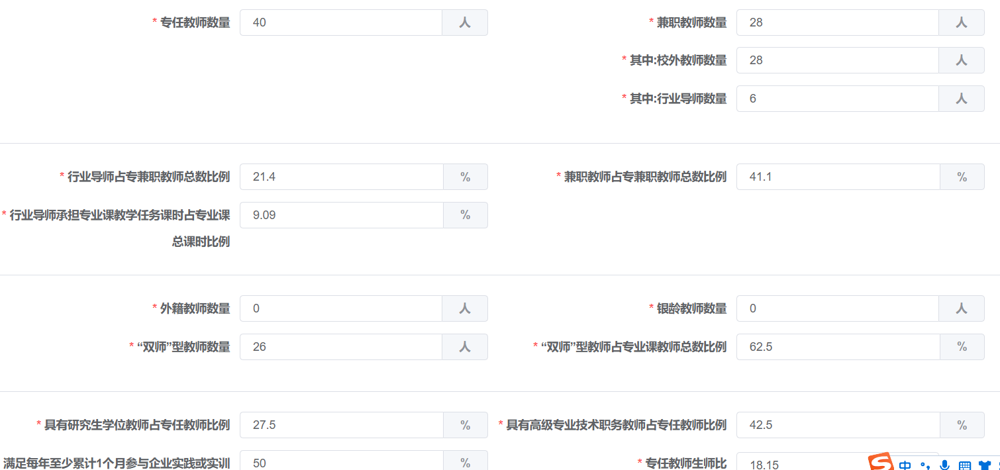 * 专任教师数量 40 人 * 兼职教师数量 28 人
* 其中:校外教师数量 28 人
* 其中:行业导师数量 6 人
* 行业导师占专兼职教师总数比例 21.4 % * 兼职教师占专兼职教师总数比例 41.1 %
* 行业导师承担专业课教学任务课时占专业课 9.09 %
总课时比例
* 外籍教师数量 0 人 * 银龄教师数量 0 人
* “双师”型教师数量 26 人 * “双师”型教师占专业课教师总数比例 62.5 %
* 具有研究生学位教师占专任教师比例 27.5 % * 具有高级专业技术职务教师占专任教师比例 42.5 %
满足每年至少累计1个月参与企业实践或实训 50 % * 专任教师生师比 18.15
中